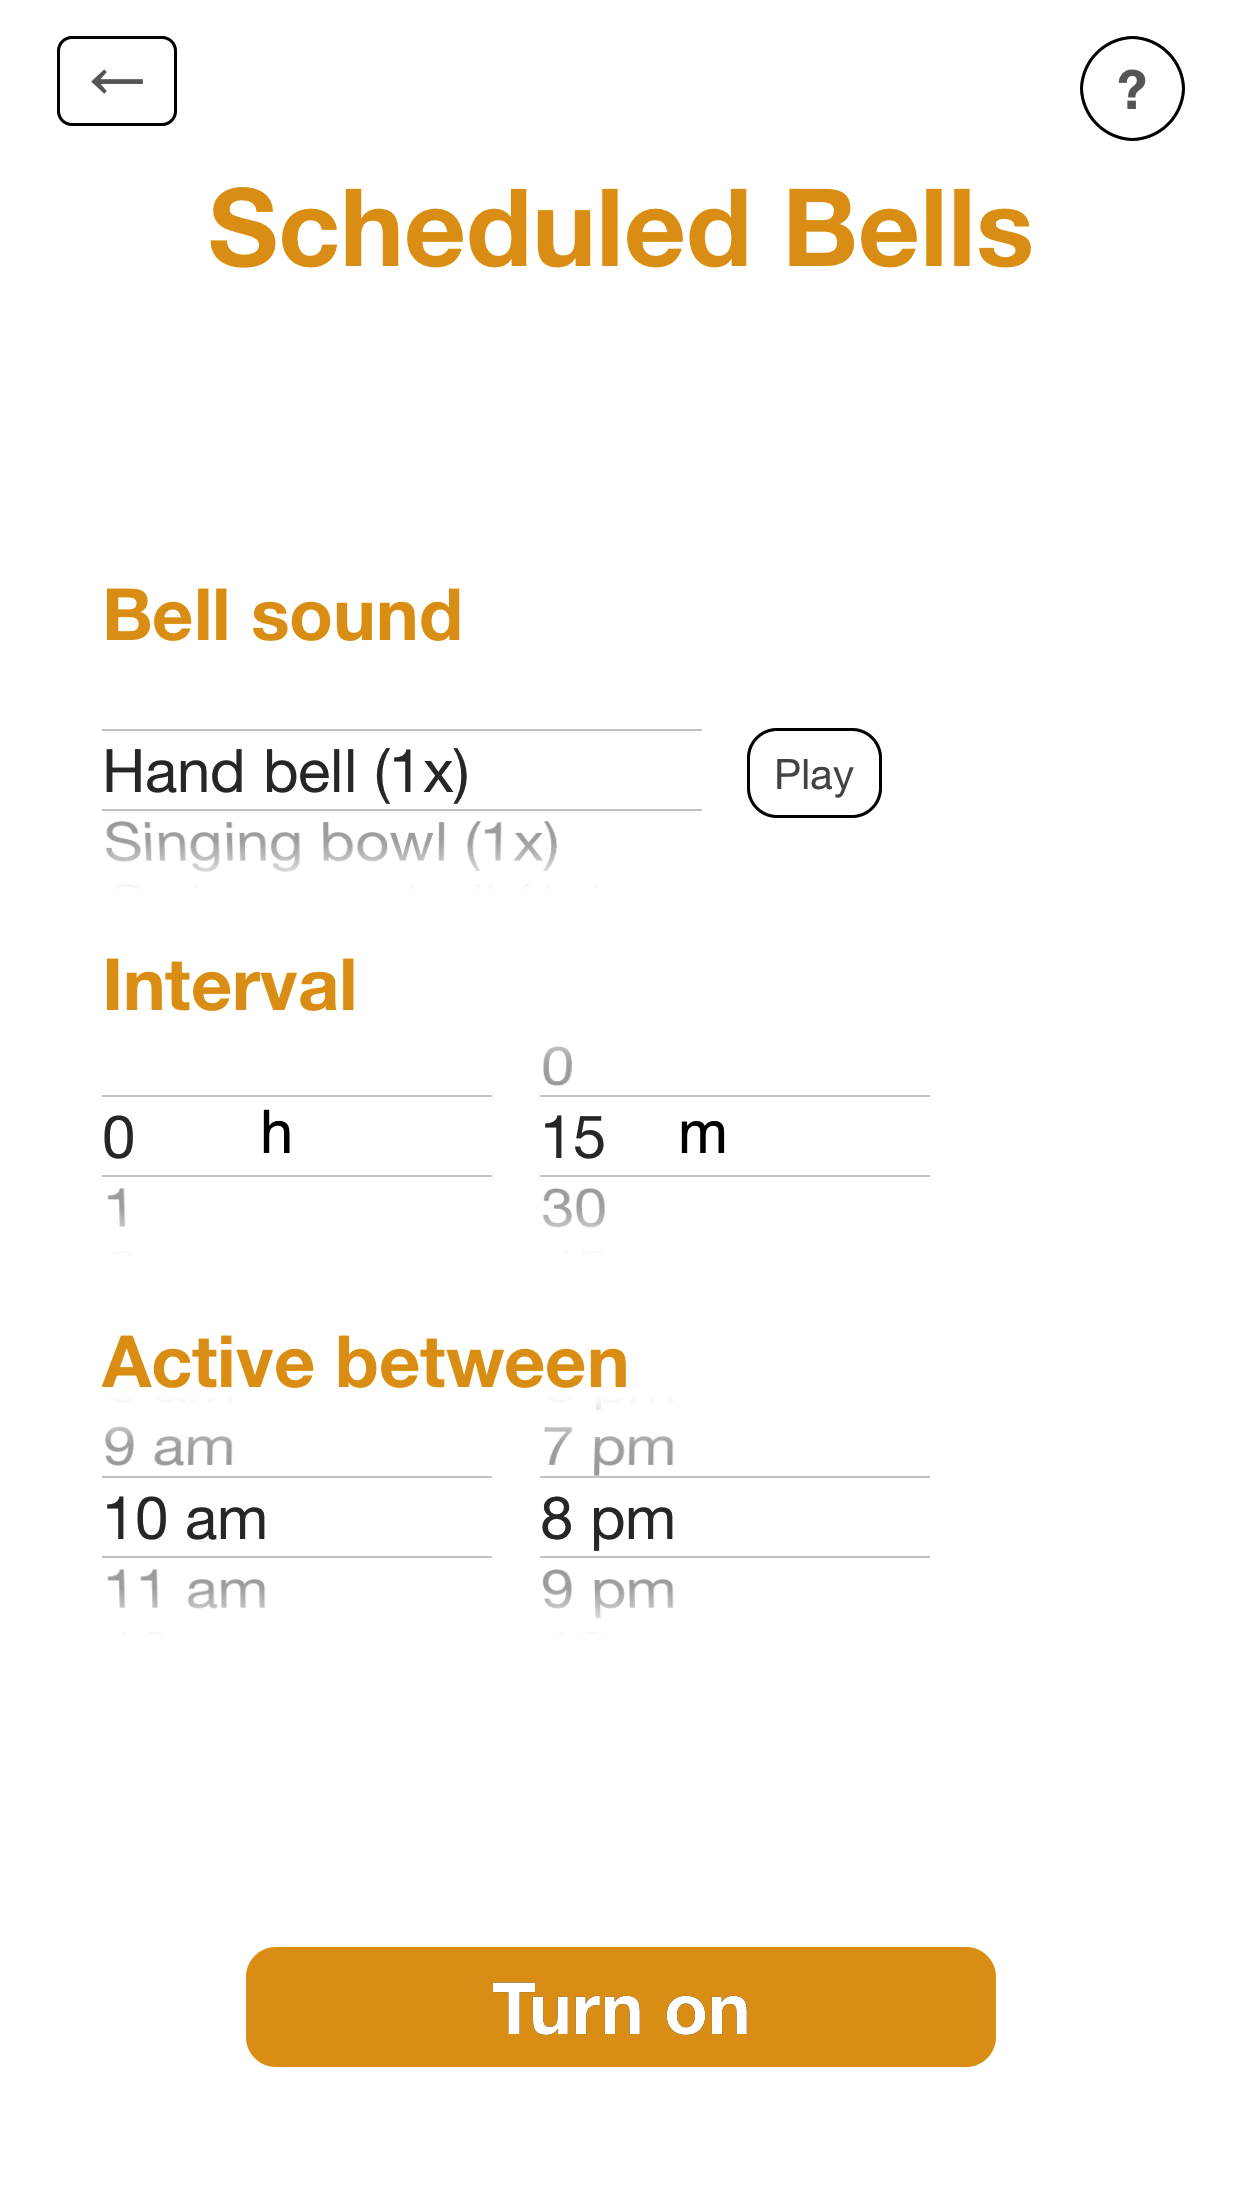 ←
?
Scheduled Bells
Bell sound
Hand bell (1x)
Play
Singing bowl (1x)
Interval
0
0 h 15 m
1 30
Active between
9 am 7 pm
10 am 8 pm
11 am 9 pm
Turn on